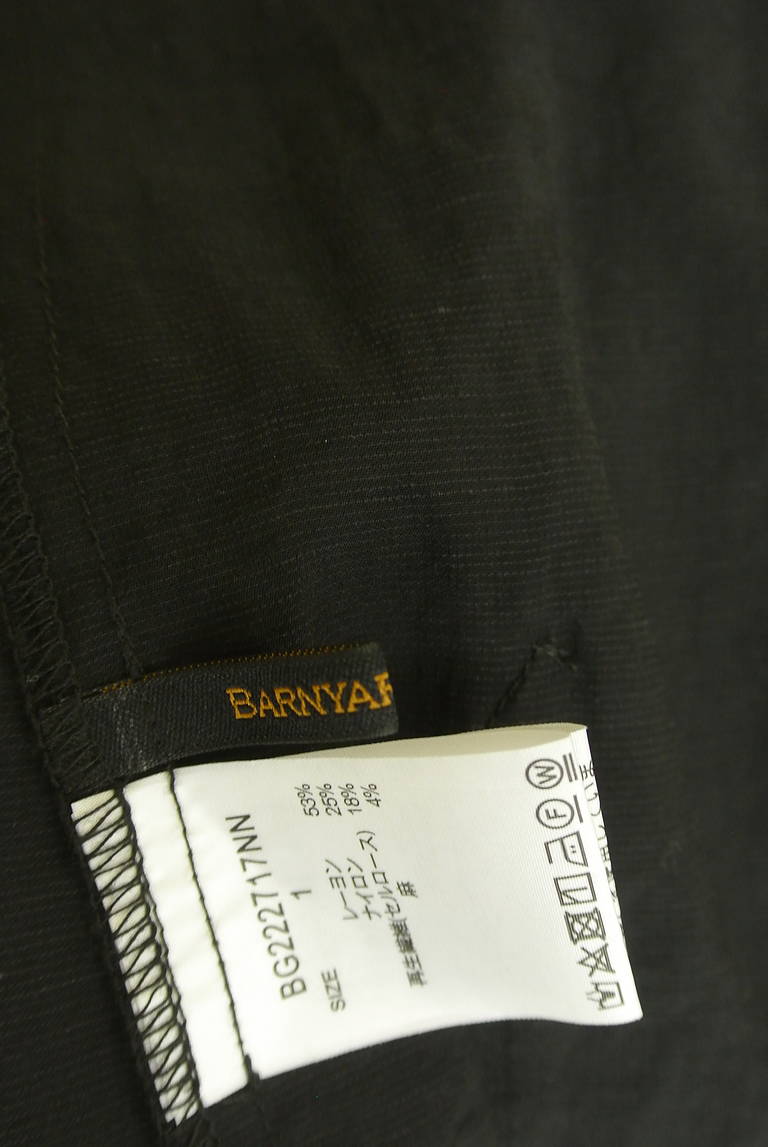 BARNYAR
BG222717NN
SIZE 1
レーヨン 53%
ナイロン 25%
再生繊維(セルロース) 18%
麻 4%
F
W